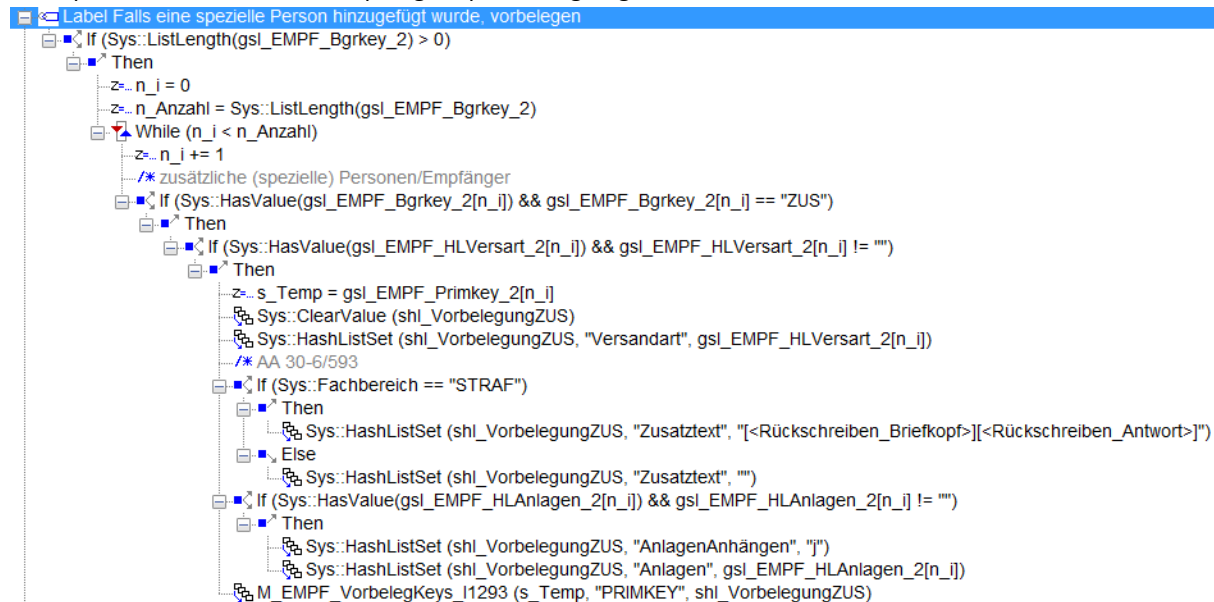 Label Falls eine spezielle Person hinzugefügt wurde, vorbelegen
If (Sys::ListLength(gsl_EMPF_Bgrkey_2) > 0)
Then
n_i = 0
n_Anzahl = Sys::ListLength(gsl_EMPF_Bgrkey_2)
While (n_i < n_Anzahl)
n_i += 1
/* zusätzliche (spezielle) Personen/Empfänger
If (Sys::HasValue(gsl_EMPF_Bgrkey_2[n_i]) && gsl_EMPF_Bgrkey_2[n_i] == "ZUS")
Then
If (Sys::HasValue(gsl_EMPF_HLVersart_2[n_i]) && gsl_EMPF_HLVersart_2[n_i] != "")
Then
s_Temp = gsl_EMPF_Primkey_2[n_i]
Sys::ClearValue (shl_VorbelegungZUS)
Sys::HashListSet (shl_VorbelegungZUS, "Versandart", gsl_EMPF_HLVersart_2[n_i])
/* AA 30-6/593
If (Sys::Fachbereich == "STRAF")
Then
Sys::HashListSet (shl_VorbelegungZUS, "Zusatztext", "[<Rückschreiben_Briefkopf>][<Rückschreiben_Antwort>]")
Else
Sys::HashListSet (shl_VorbelegungZUS, "Zusatztext", "")
If (Sys::HasValue(gsl_EMPF_HLAnlagen_2[n_i]) && gsl_EMPF_HLAnlagen_2[n_i] != "")
Then
Sys::HashListSet (shl_VorbelegungZUS, "AnlagenAnhängen", "j")
Sys::HashListSet (shl_VorbelegungZUS, "Anlagen", gsl_EMPF_HLAnlagen_2[n_i])
M_EMPF_VorbelegKeys_I1293 (s_Temp, "PRIMKEY", shl_VorbelegungZUS)